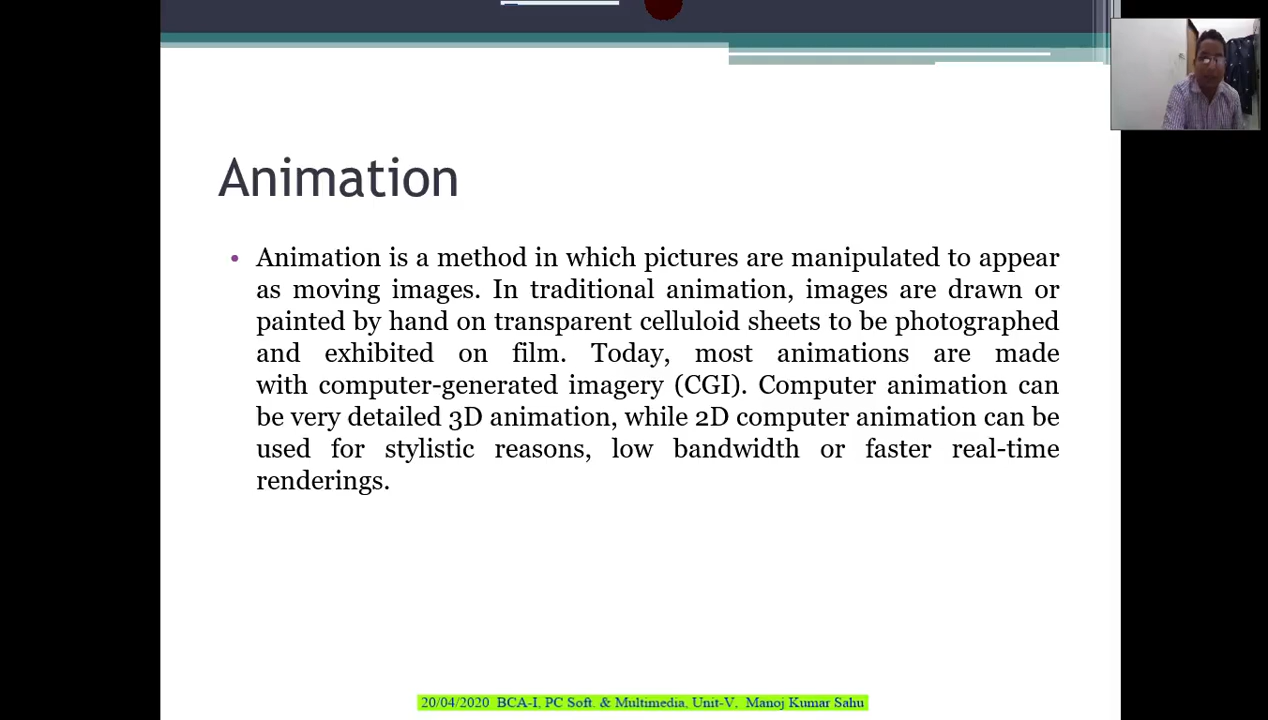 Animation
• Animation is a method in which pictures are manipulated to appear
as moving images. In traditional animation, images are drawn or
painted by hand on transparent celluloid sheets to be photographed
and exhibited on film. Today, most animations are made
with computer-generated imagery (CGI). Computer animation can
be very detailed 3D animation, while 2D computer animation can be
used for stylistic reasons, low bandwidth or faster real-time
renderings.
20/04/2020 BCA-I, PC Soft. & Multimedia, Unit-V, Manoj Kumar Sahu